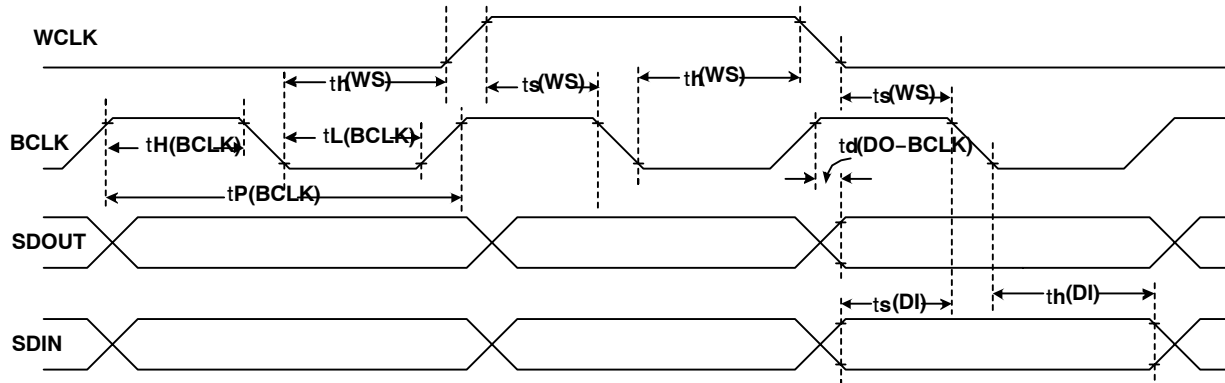 WCLK
th(WS)
ts(WS)
th(WS)
ts(WS)
BCLK
tH(BCLK)
tL(BCLK)
td(DO–BCLK)
tP(BCLK)
SDOUT
ts(DI)
th(DI)
SDIN